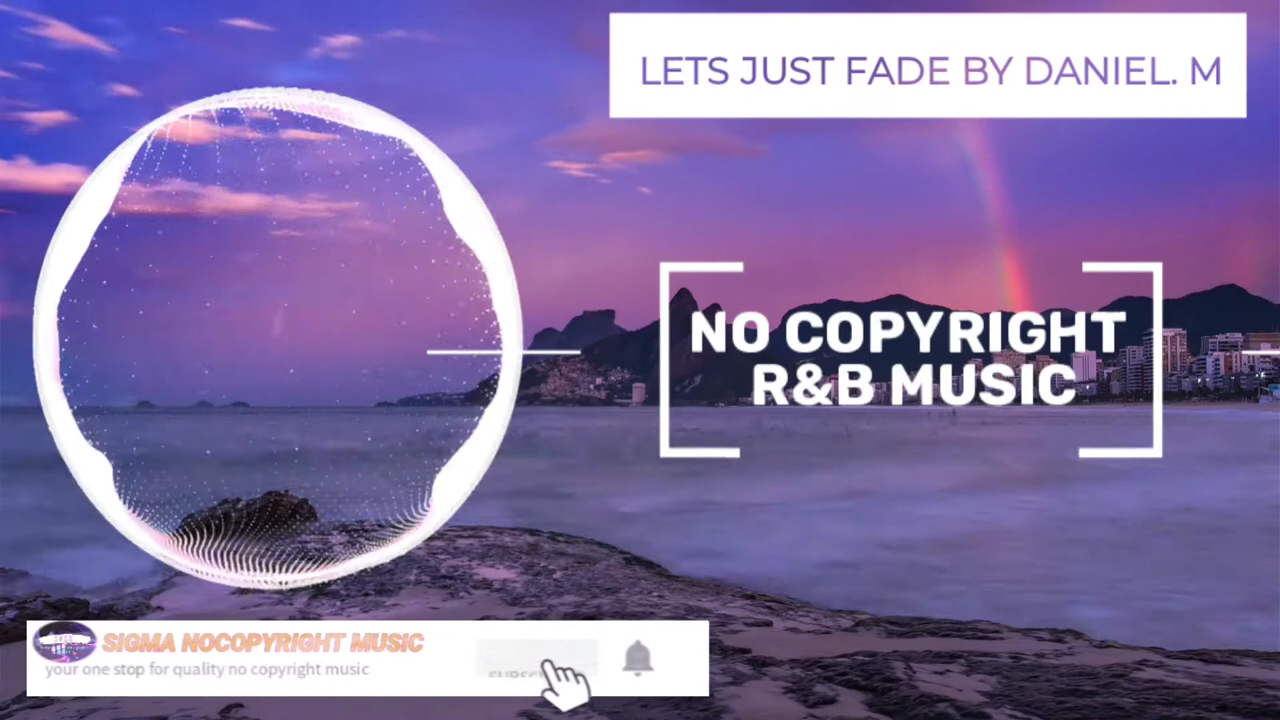 LETS JUST FADE BY DANIEL. M
NO COPYRIGHT
R&B MUSIC
SIGMA NOCOPYRIGHT MUSIC
your one stop for quality no copyright music